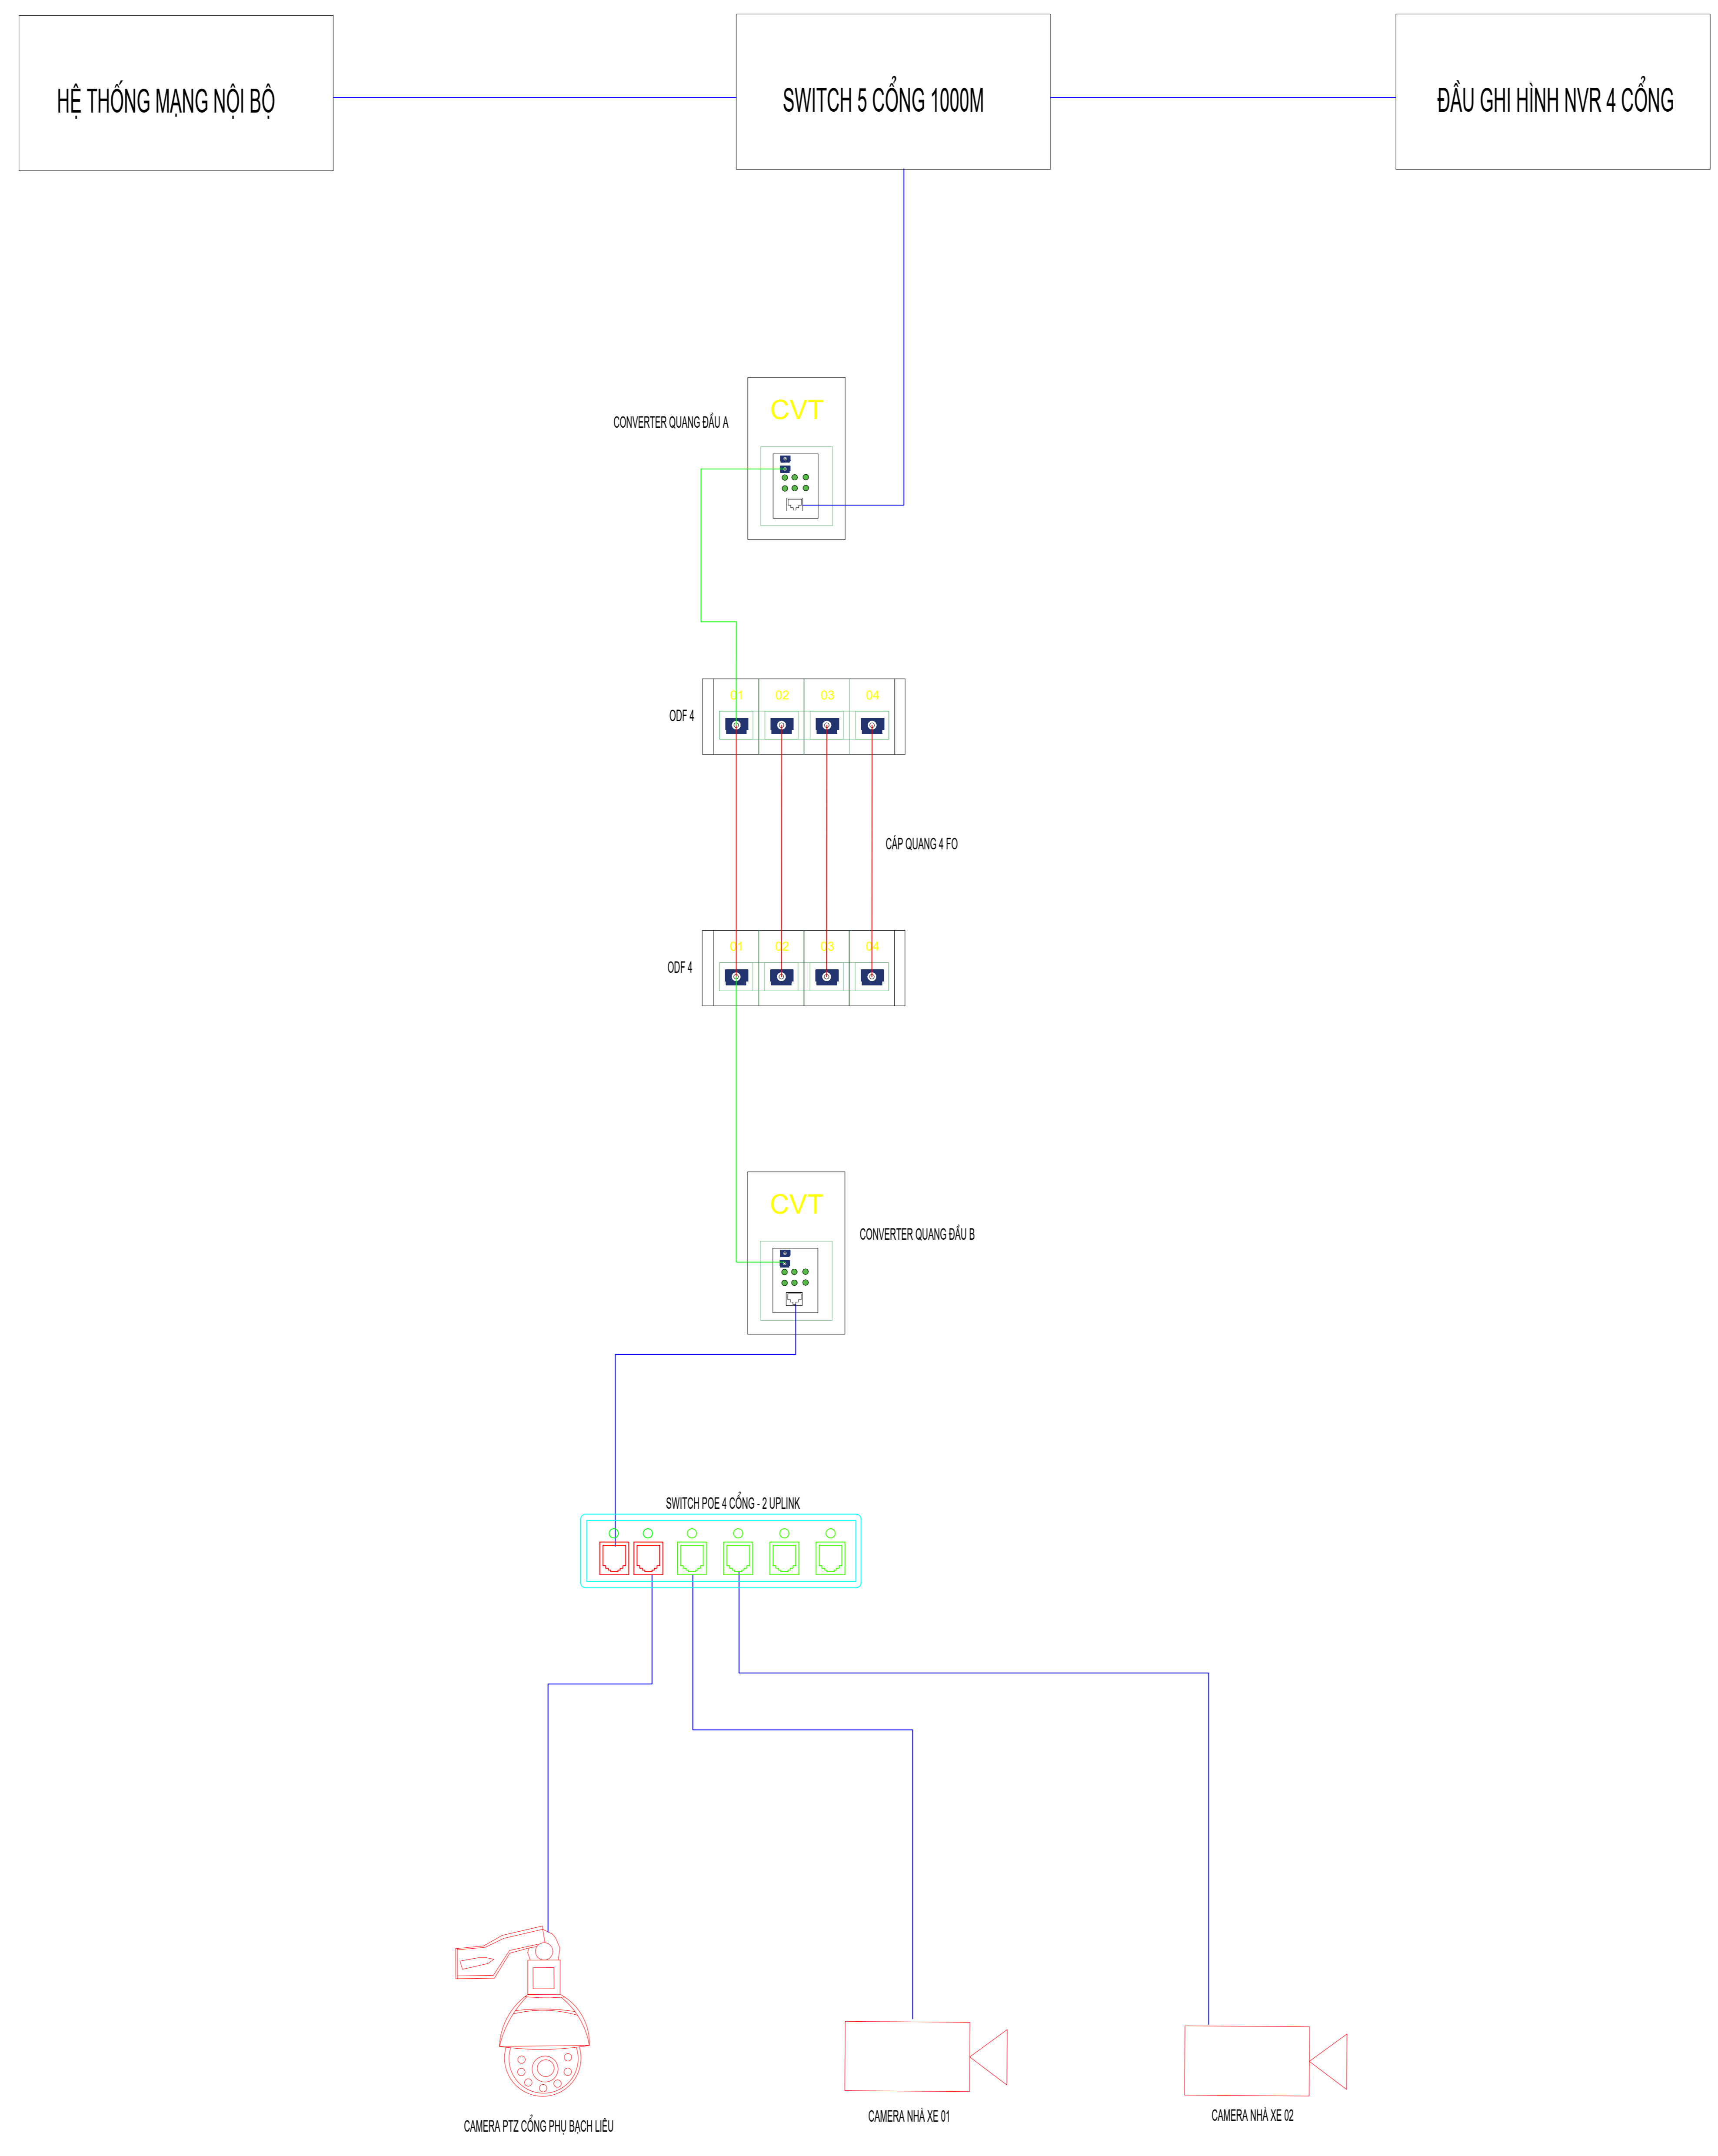 HỆ THỐNG MẠNG NỘI BỘ
SWITCH 5 CỔNG 1000M
ĐẦU GHI HÌNH NVR 4 CỔNG
CVT
CONVERTER QUANG ĐẦU A
01 02 03 04
ODF 4
CÁP QUANG 4 FO
01 02 03 04
ODF 4
CVT
CONVERTER QUANG ĐẦU B
SWITCH POE 4 CỔNG - 2 UPLINK
CAMERA PTZ CỔNG PHỤ BẠCH LIÊU
CAMERA NHÀ XE 01
CAMERA NHÀ XE 02